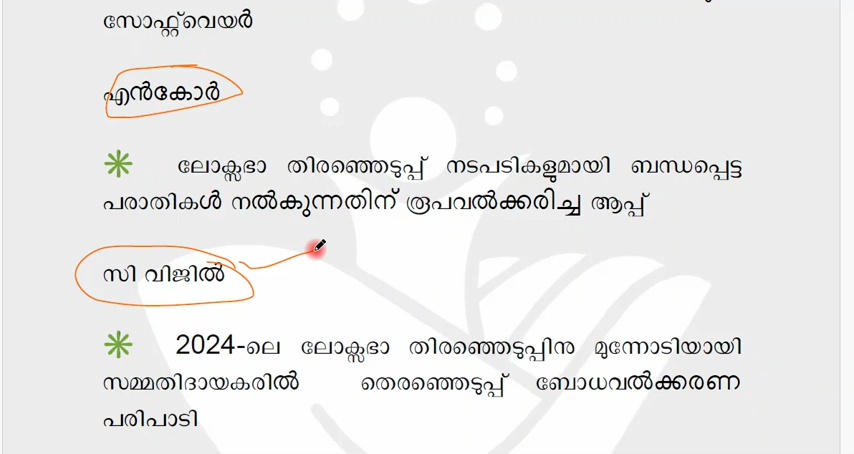 സോഫ്റ്റ്‌വെയർ
എൻകോർ
ലോക്സഭാ തിരഞ്ഞെടുപ്പ് നടപടികളുമായി ബന്ധപ്പെട്ട
പരാതികൾ നൽകുന്നതിന് രൂപവൽക്കരിച്ച ആപ്പ്
സി വിജിൽ
2024-ലെ ലോക്സഭാ തിരഞ്ഞെടുപ്പിനു മുന്നോടിയായി
സമ്മതിദായകരിൽ തെരഞ്ഞെടുപ്പ് ബോധവൽക്കരണ
പരിപാടി